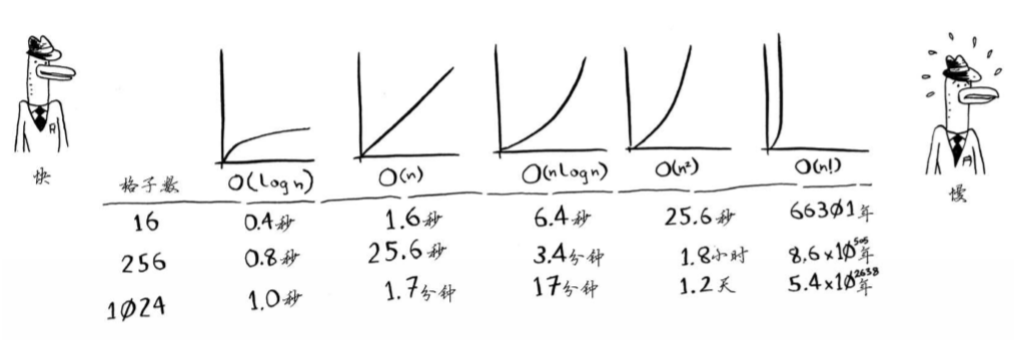 快
慢
格子数 O(log n) O(n) O(n log n) O(n²) O(n!)
16 0.4秒 1.6秒 6.4秒 25.6秒 66301年
256 0.8秒 25.6秒 3.4分钟 1.8小时 8.6×10⁵⁰⁵年
1024 1.0秒 1.7分钟 17分钟 1.2天 5.4×10²⁶³⁸年